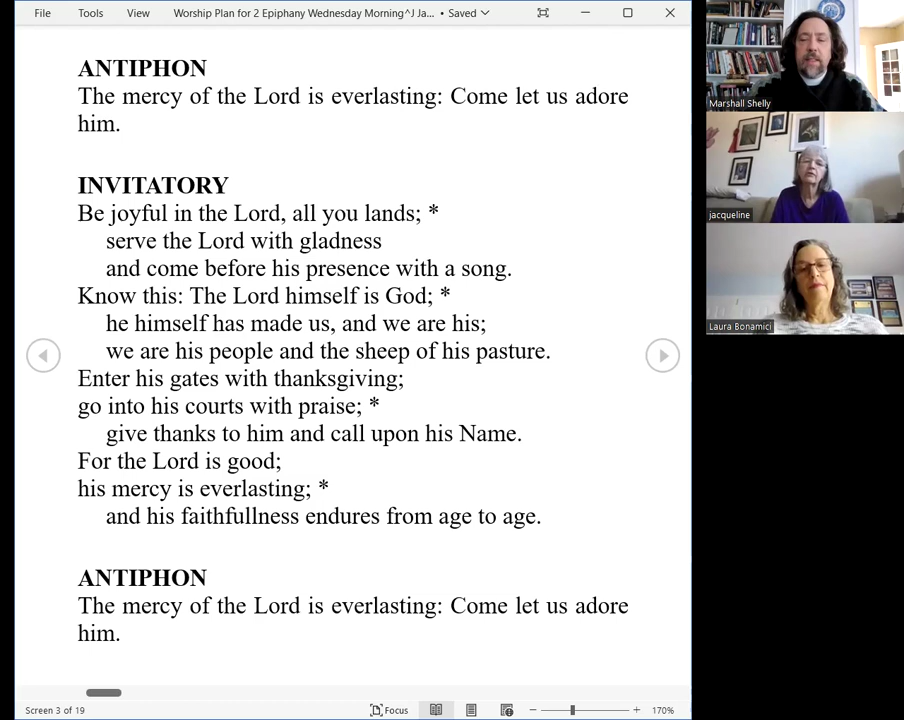 File Tools View Worship Plan for 2 Epiphany Wednesday Morning^J Ja... • Saved
ANTIPHON
The mercy of the Lord is everlasting: Come let us adore
him.
INVITATORY
Be joyful in the Lord, all you lands; *
serve the Lord with gladness
and come before his presence with a song.
Know this: The Lord himself is God; *
he himself has made us, and we are his;
we are his people and the sheep of his pasture.
Enter his gates with thanksgiving;
go into his courts with praise; *
give thanks to him and call upon his Name.
For the Lord is good;
his mercy is everlasting; *
and his faithfullness endures from age to age.
ANTIPHON
The mercy of the Lord is everlasting: Come let us adore
him.
Screen 3 of 19 Focus 170%
Marshall Shelly
jacqueline
Laura Bonamici